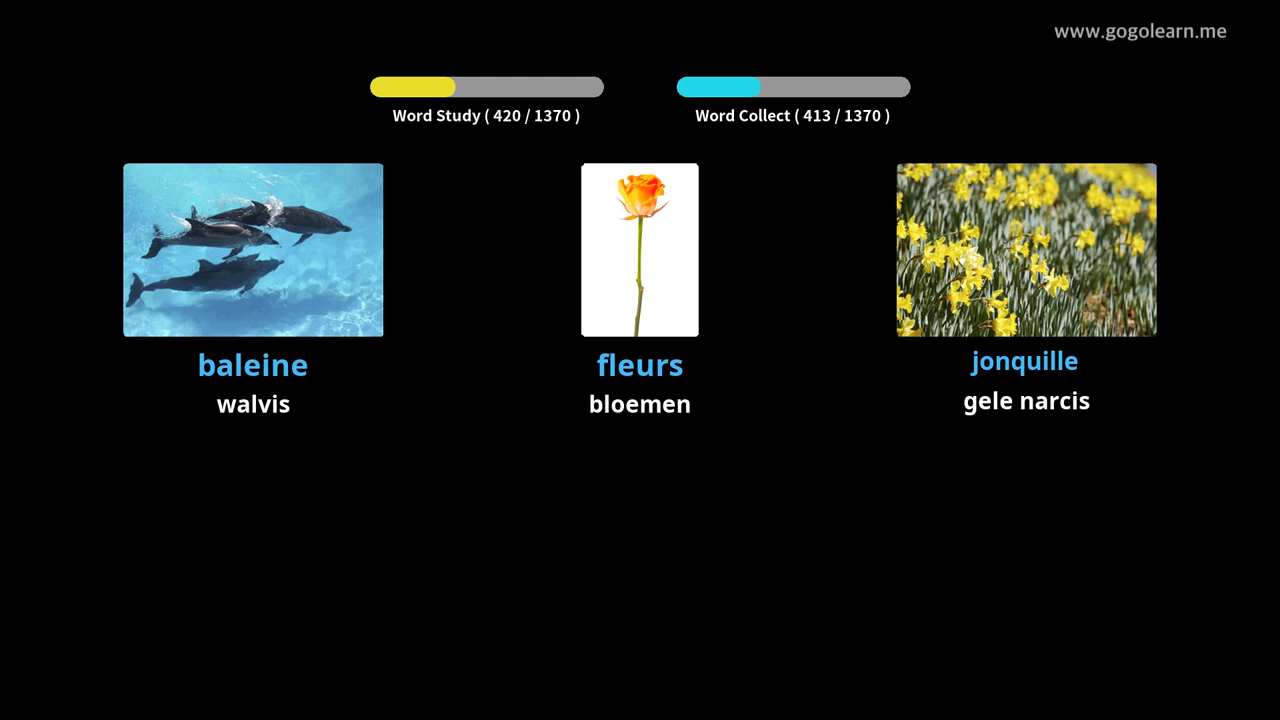 www.gogolearn.me
Word Study ( 420 / 1370 )
Word Collect ( 413 / 1370 )
baleine
walvis
fleurs
bloemen
jonquille
gele narcis